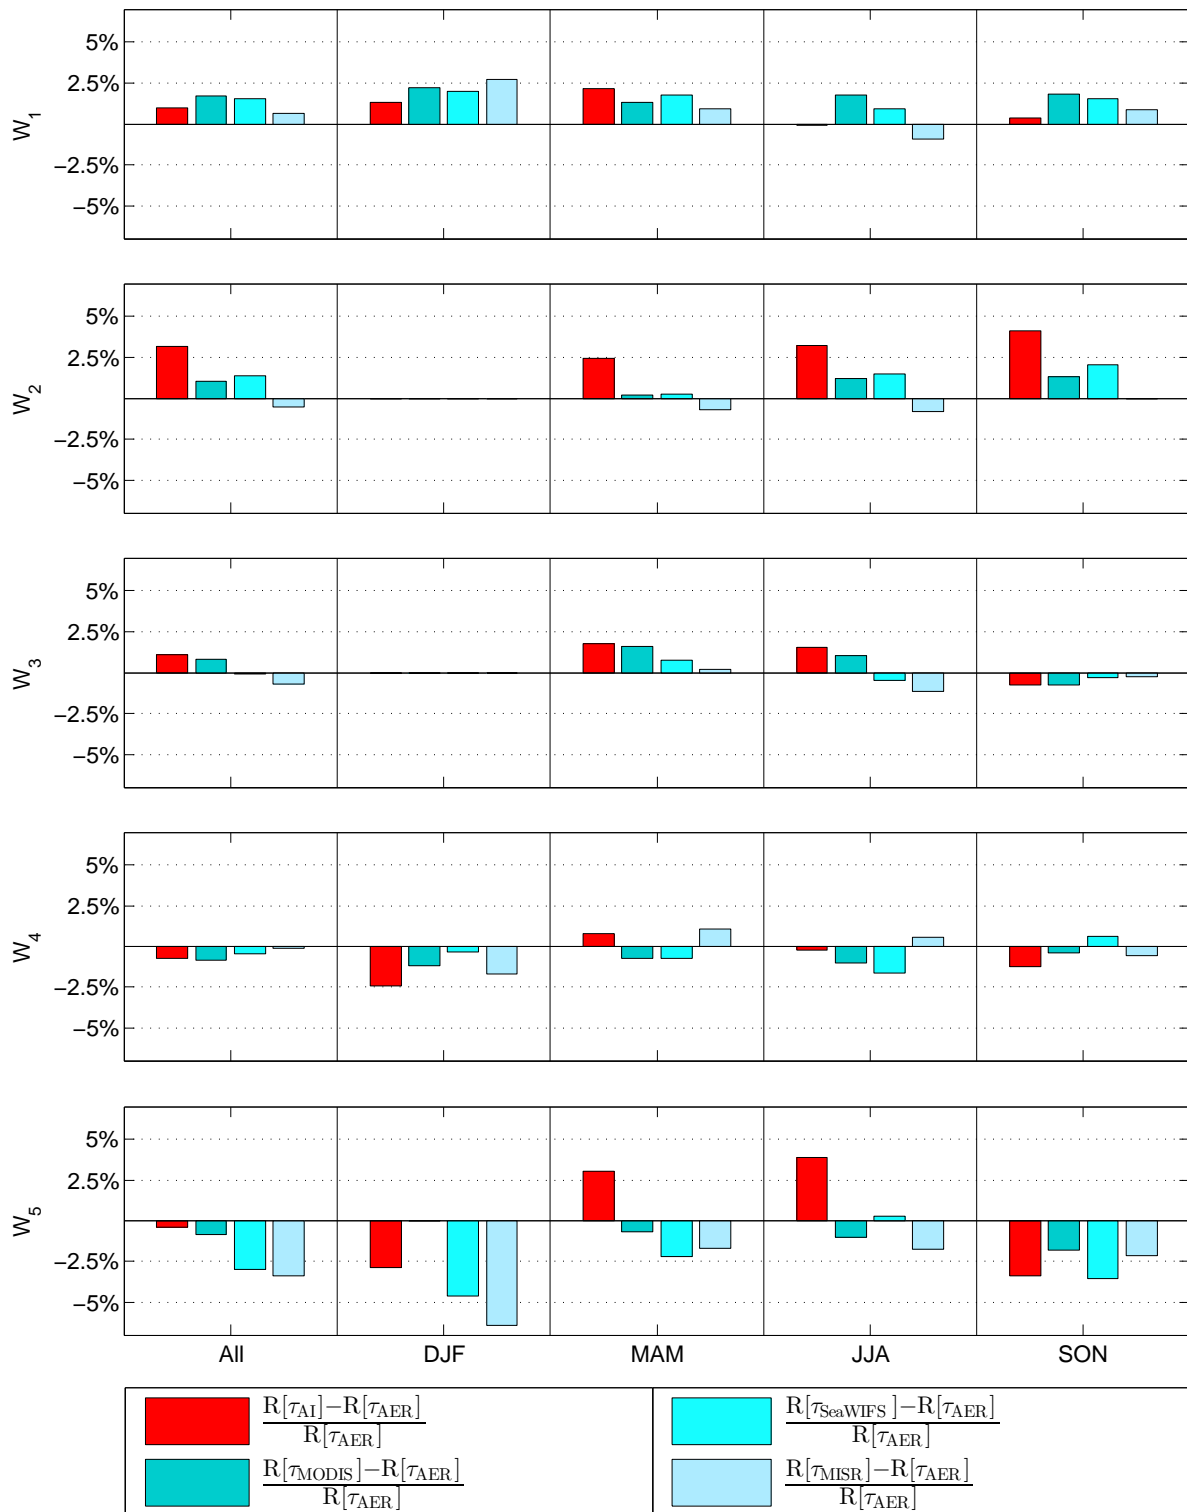 5%
2.5%
W1
−2.5%
−5%
5%
2.5%
W2
−2.5%
−5%
5%
2.5%
W3
−2.5%
−5%
5%
2.5%
W4
−2.5%
−5%
5%
2.5%
W5
−2.5%
−5%
All DJF MAM JJA SON
R[τAI]−R[τAER]
R[τAER]
R[τSeaWIFS]−R[τAER]
R[τAER]
R[τMODIS]−R[τAER]
R[τAER]
R[τMISR]−R[τAER]
R[τAER]